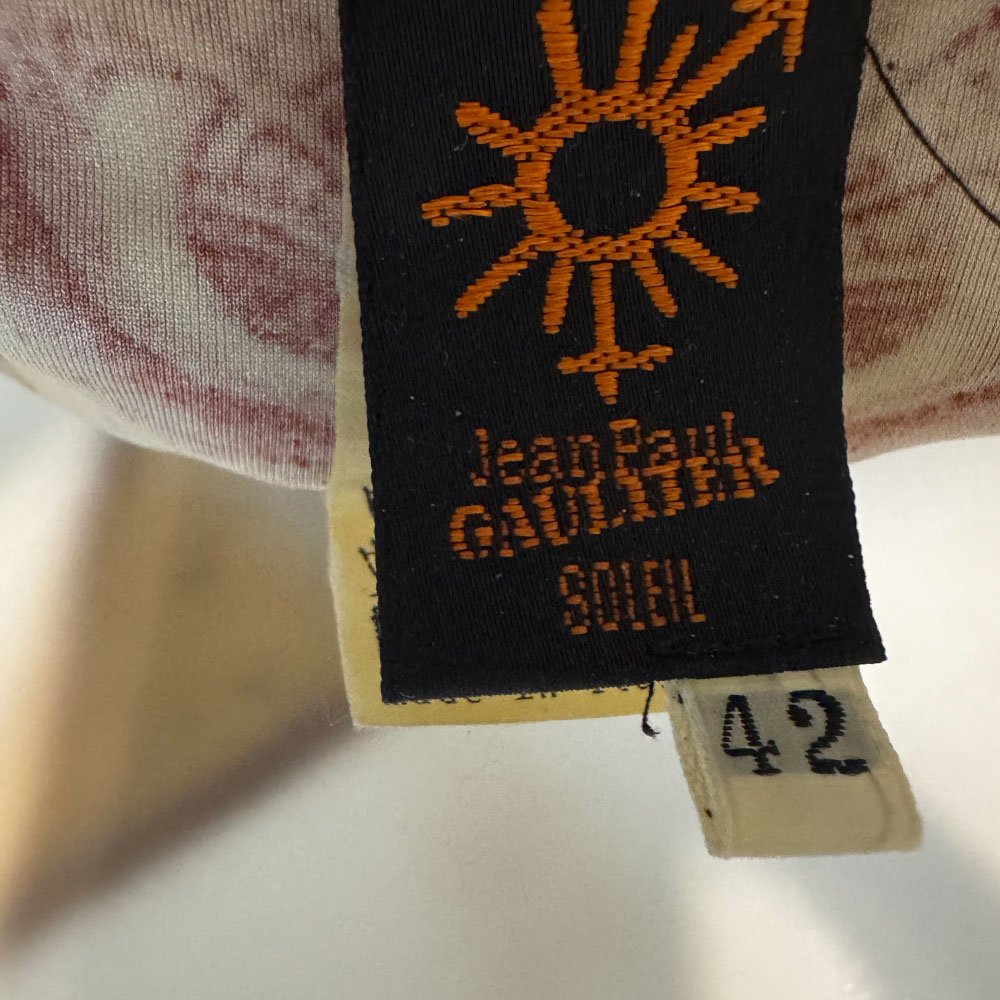 Jean Paul
GAULTIER
SOLEIL
42